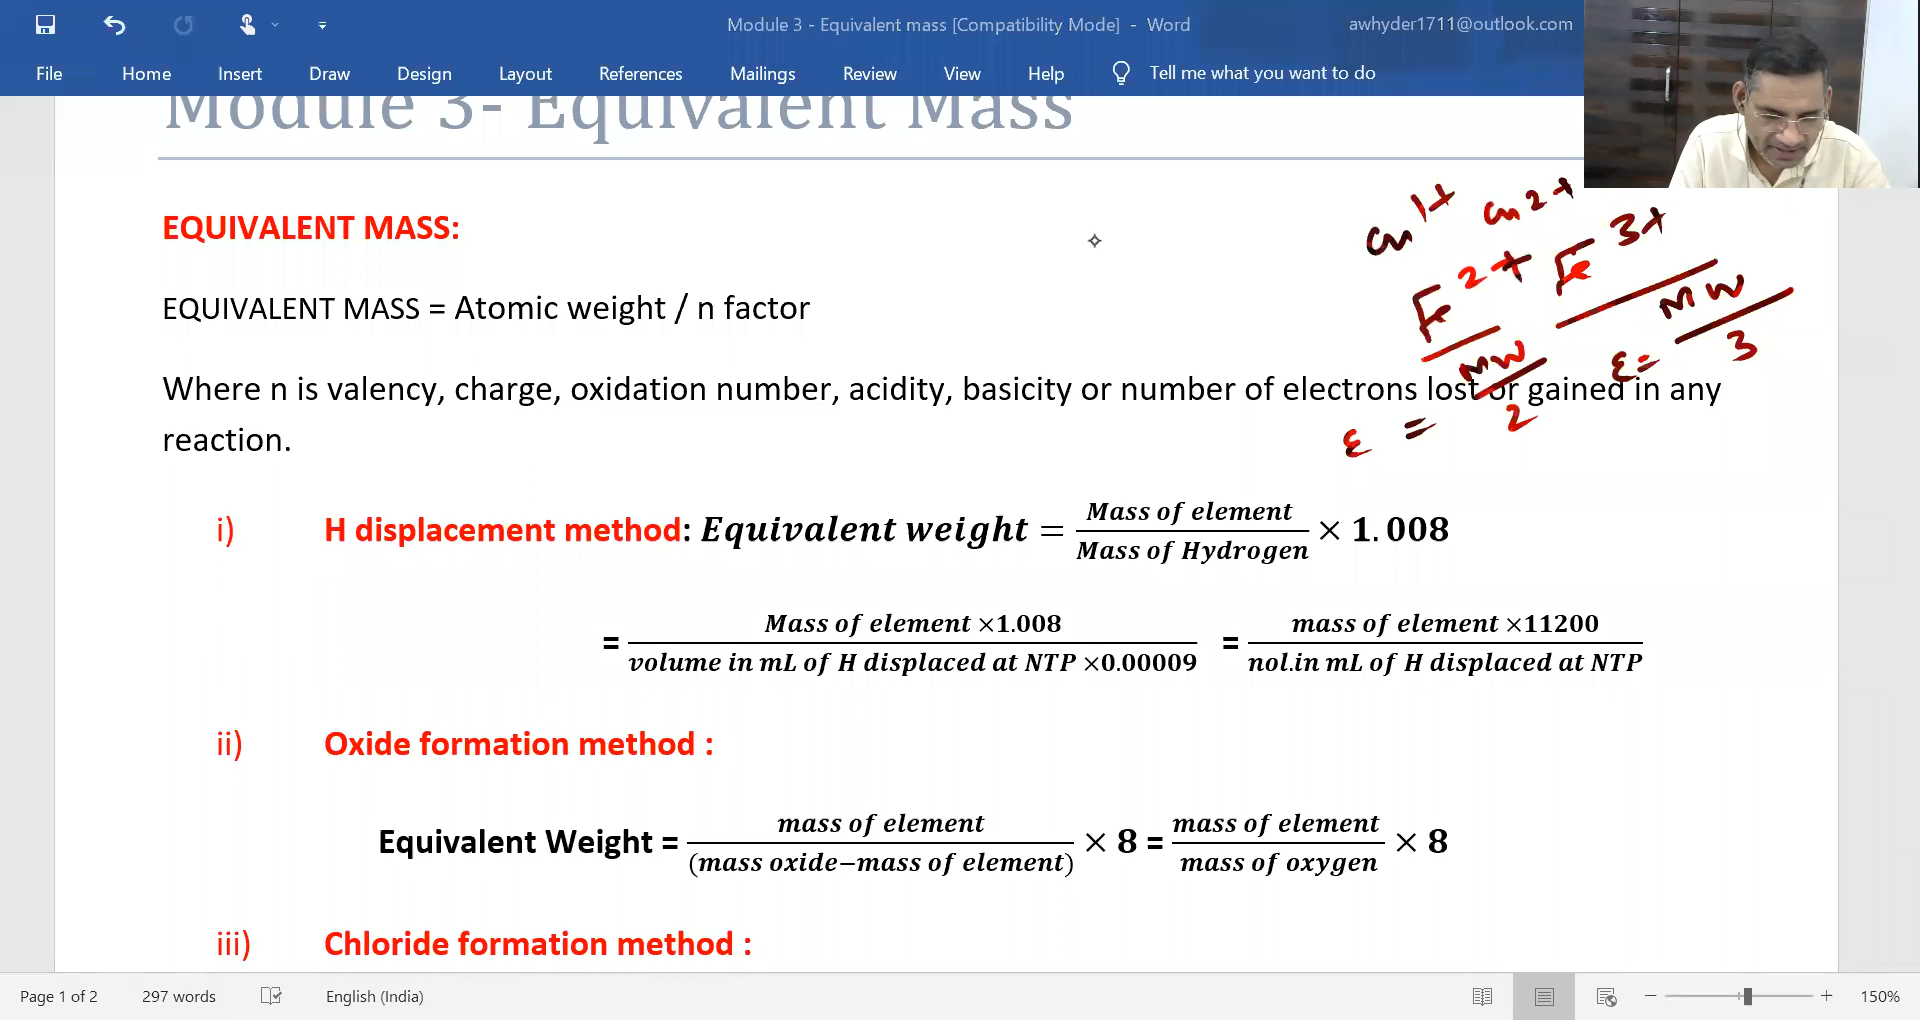 Module 3 - Equivalent mass [Compatibility Mode] - Word
awhyder1711@outlook.com
File Home Insert Draw Design Layout References Mailings Review View Help Tell me what you want to do
Module 3- Equivalent Mass
EQUIVALENT MASS:
Cu¹⁺ Cu²⁺
Fe²⁺ Fe³⁺
EQUIVALENT MASS = Atomic weight / n factor
E = MW/2
E = MW/3
Where n is valency, charge, oxidation number, acidity, basicity or number of electrons lost or gained in any
reaction.
i) H displacement method: Equivalent weight = Mass of element / Mass of Hydrogen × 1.008
= Mass of element ×1.008 / volume in mL of H displaced at NTP ×0.00009 = mass of element ×11200 / nol.in mL of H displaced at NTP
ii) Oxide formation method :
Equivalent Weight = mass of element / (mass oxide−mass of element) × 8 = mass of element / mass of oxygen × 8
iii) Chloride formation method :
Page 1 of 2 297 words English (India) 150%